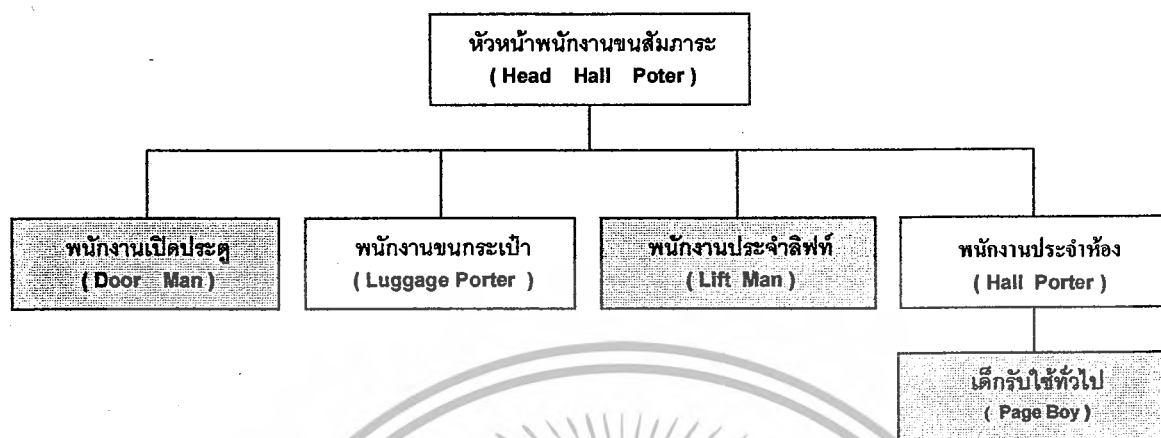 หัวหน้าพนักงานขนสัมภาระ
( Head Hall Poter )
พนักงานเปิดประตู
( Door Man )
พนักงานขนกระเป๋า
( Luggage Porter )
พนักงานประจำลิฟท์
( Lift Man )
พนักงานประจำห้อง
( Hall Porter )
เด็กรับใช้ทั่วไป
( Page Boy )